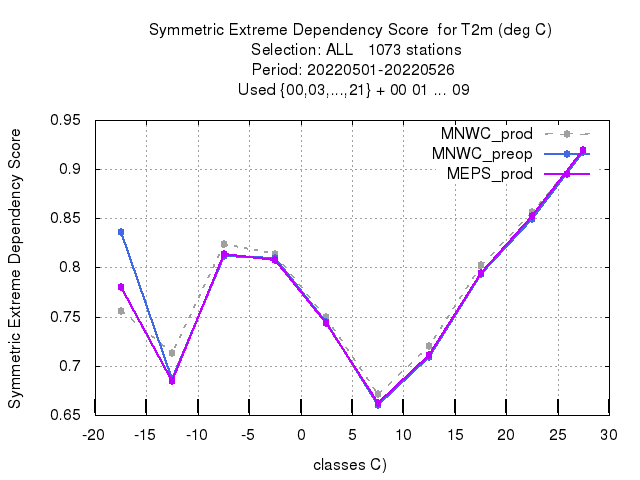 Symmetric Extreme Dependency Score  for T2m (deg C)
Selection: ALL   1073 stations
Period: 20220501-20220526
Used {00,03,...,21} + 00 01 ... 09
MNWC_prod
MNWC_preop
MEPS_prod
Symmetric Extreme Dependency Score
0.95
0.9
0.85
0.8
0.75
0.7
0.65
-20 -15 -10 -5 0 5 10 15 20 25 30
classes C)